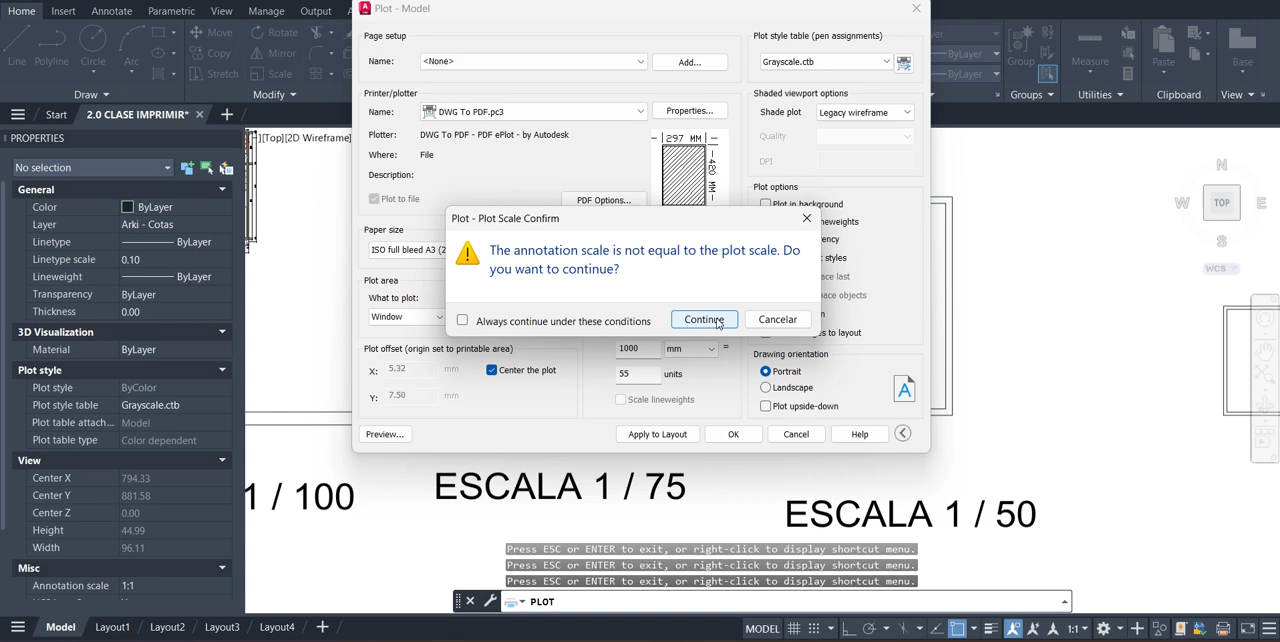 Home Insert Annotate Parametric View Manage Output
Plot - Model
Line Polyline Circle Arc
Move Rotate
Copy Mirror
Stretch Scale
Draw Modify
ByLayer
ByLayer
Group Measure Paste Base
Groups Utilities Clipboard View
Start 2.0 CLASE IMPRIMIR*
PROPERTIES
][Top][2D Wireframe]
No selection
General
Color ByLayer
Layer Arki - Cotas
Linetype ByLayer
Linetype scale 0.10
Lineweight ByLayer
Transparency ByLayer
Thickness 0.00
3D Visualization
Material ByLayer
Plot style
Plot style ByColor
Plot style table Grayscale.ctb
Plot table attach... Model
Plot table type Color dependent
View
Center X 794.33
Center Y 881.58
Center Z 0.00
Height 44.99
Width 96.11
Misc
Annotation scale 1:1
Page setup
Name: <None> Add...
Printer/plotter
Name: DWG To PDF.pc3 Properties...
Plotter: DWG To PDF - PDF ePlot - by Autodesk
Where: File
Description:
Plot to file PDF Options...
297 MM
420 MM
Paper size
ISO full bleed A3 (2
Plot area
What to plot:
Window
Plot offset (origin set to printable area)
X: 5.32 mm Center the plot
Y: 7.50 mm
1000 mm =
55 units
Scale lineweights
Plot style table (pen assignments)
Grayscale.ctb
Shaded viewport options
Shade plot Legacy wireframe
Quality
DPI
Plot options
Plot in background
Drawing orientation
Portrait
Landscape
Plot upside-down
A
Preview... Apply to Layout OK Cancel Help
Plot - Plot Scale Confirm
The annotation scale is not equal to the plot scale. Do
you want to continue?
Always continue under these conditions Continue Cancelar
N
W TOP E
S
WCS
1 / 100
ESCALA 1 / 75
ESCALA 1 / 50
Press ESC or ENTER to exit, or right-click to display shortcut menu.
Press ESC or ENTER to exit, or right-click to display shortcut menu.
Press ESC or ENTER to exit, or right-click to display shortcut menu.
PLOT
Model Layout1 Layout2 Layout3 Layout4
MODEL 1:1